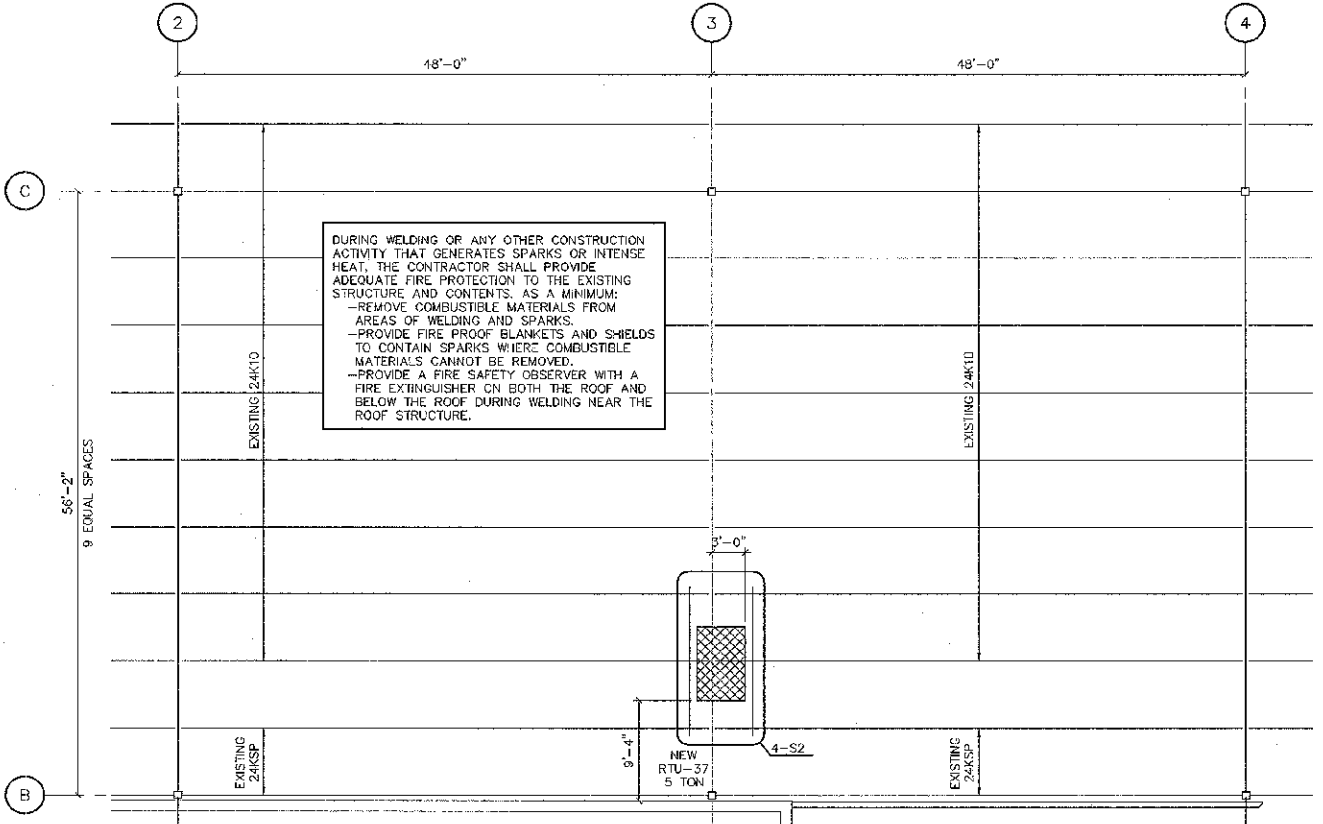 2
3
4
48'-0"
48'-0"
C
DURING WELDING OR ANY OTHER CONSTRUCTION
ACTIVITY THAT GENERATES SPARKS OR INTENSE
HEAT, THE CONTRACTOR SHALL PROVIDE
ADEQUATE FIRE PROTECTION TO THE EXISTING
STRUCTURE AND CONTENTS. AS A MINIMUM:
-REMOVE COMBUSTIBLE MATERIALS FROM
AREAS OF WELDING AND SPARKS.
-PROVIDE FIRE PROOF BLANKETS AND SHIELDS
TO CONTAIN SPARKS WHERE COMBUSTIBLE
MATERIALS CANNOT BE REMOVED.
-PROVIDE A FIRE SAFETY OBSERVER WITH A
FIRE EXTINGUISHER ON BOTH THE ROOF AND
BELOW THE ROOF DURING WELDING NEAR THE
ROOF STRUCTURE.
EXISTING 24K10
EXISTING 24K10
56'-2"
9 EQUAL SPACES
3'-0"
9'-4"
NEW
RTU-37
5 TON
4-S2
EXISTING
24KSP
EXISTING
24KSP
B